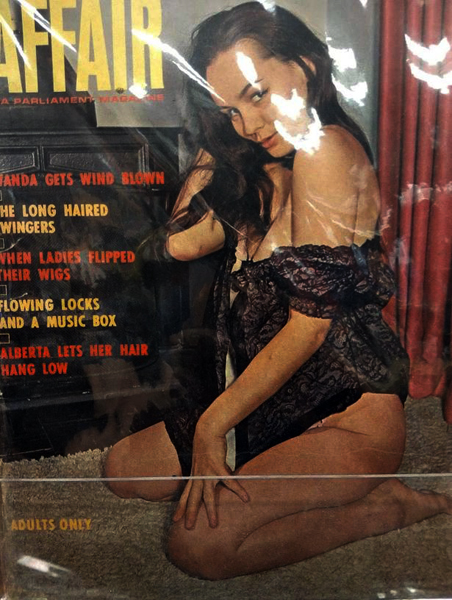 AFFAIR
A PARLIAMENT MAGAZINE
ANDA GETS WIND BLOWN
HE LONG HAIRED
WINGERS
WHEN LADIES FLIPPED
THEIR WIGS
FLOWING LOCKS
AND A MUSIC BOX
ALBERTA LETS HER HAIR
HANG LOW
ADULTS ONLY